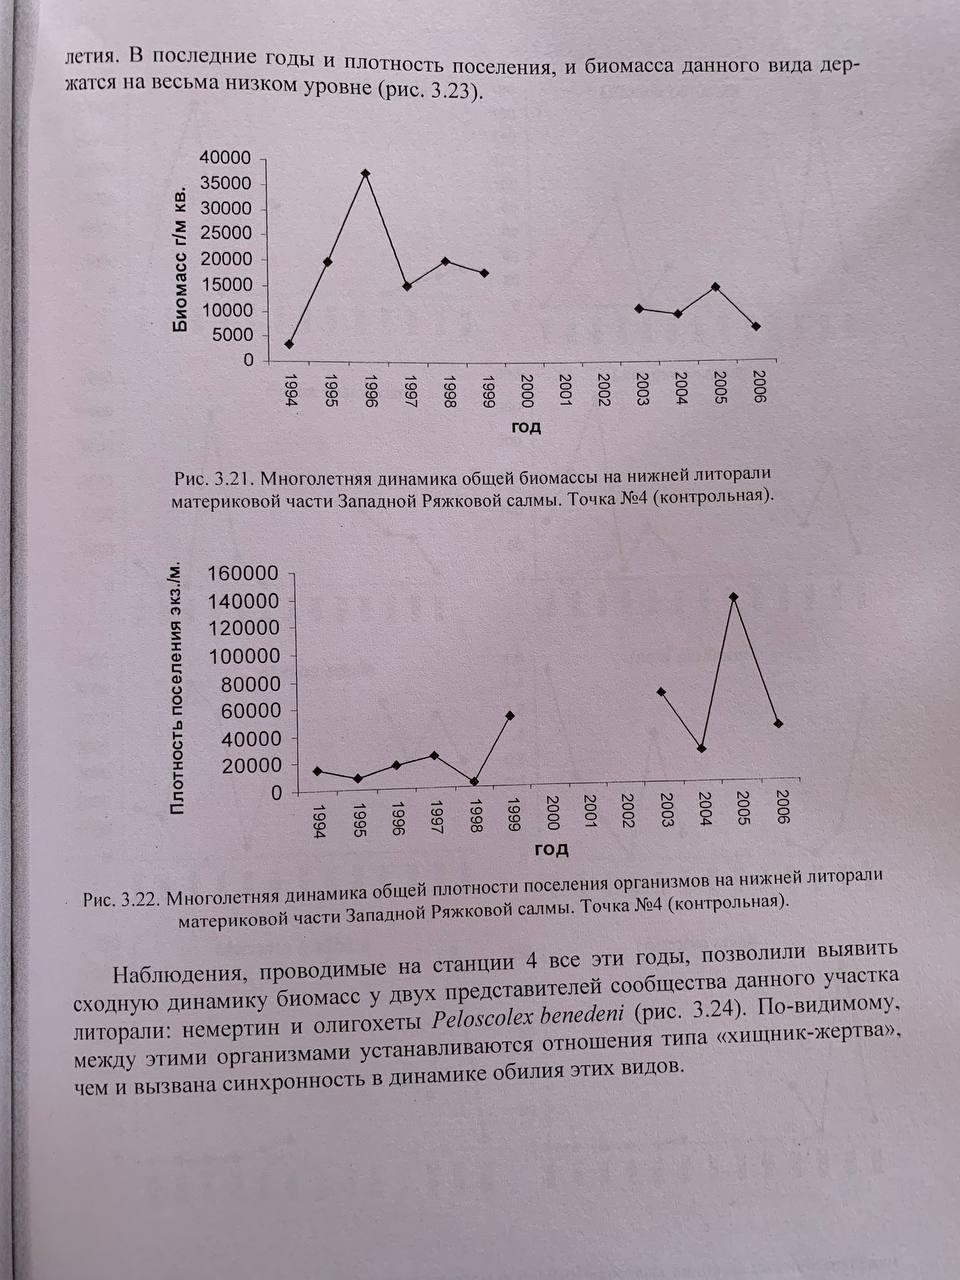 летия. В последние годы и плотность поселения, и биомасса данного вида дер-
жатся на весьма низком уровне (рис. 3.23).
Биомасс г/м кв.
40000
35000
30000
25000
20000
15000
10000
5000
0
1994 1995 1996 1997 1998 1999 2000 2001 2002 2003 2004 2005 2006
год
Рис. 3.21. Многолетняя динамика общей биомассы на нижней литорали
материковой части Западной Ряжковой салмы. Точка №4 (контрольная).
Плотность поселения экз./м.
160000
140000
120000
100000
80000
60000
40000
20000
0
1994 1995 1996 1997 1998 1999 2000 2001 2002 2003 2004 2005 2006
год
Рис. 3.22. Многолетняя динамика общей плотности поселения организмов на нижней литорали
материковой части Западной Ряжковой салмы. Точка №4 (контрольная).
Наблюдения, проводимые на станции 4 все эти годы, позволили выявить
сходную динамику биомасс у двух представителей сообщества данного участка
литорали: немертин и олигохеты Peloscolex benedeni (рис. 3.24). По-видимому,
между этими организмами устанавливаются отношения типа «хищник-жертва»,
чем и вызвана синхронность в динамике обилия этих видов.